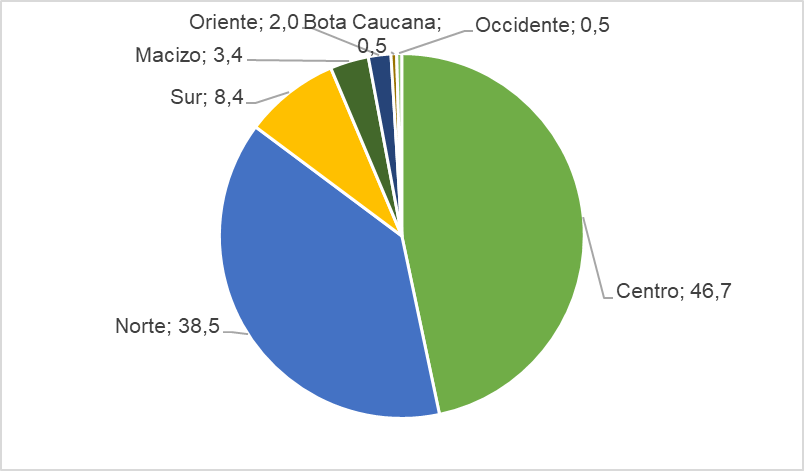 Oriente; 2,0
Bota Caucana;
0,5
Occidente; 0,5
Macizo; 3,4
Sur; 8,4
Centro; 46,7
Norte; 38,5